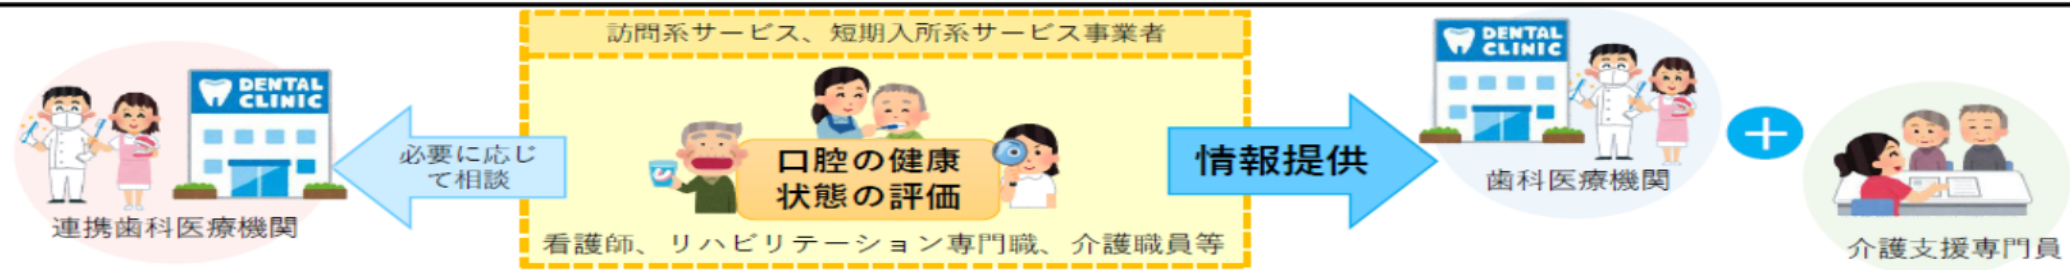 訪問系サービス、短期入所系サービス事業者
DENTAL
CLINIC
必要に応じ
て相談
連携歯科医療機関
口腔の健康
状態の評価
看護師、リハビリテーション専門職、介護職員等
情報提供
DENTAL
CLINIC
歯科医療機関
介護支援専門員